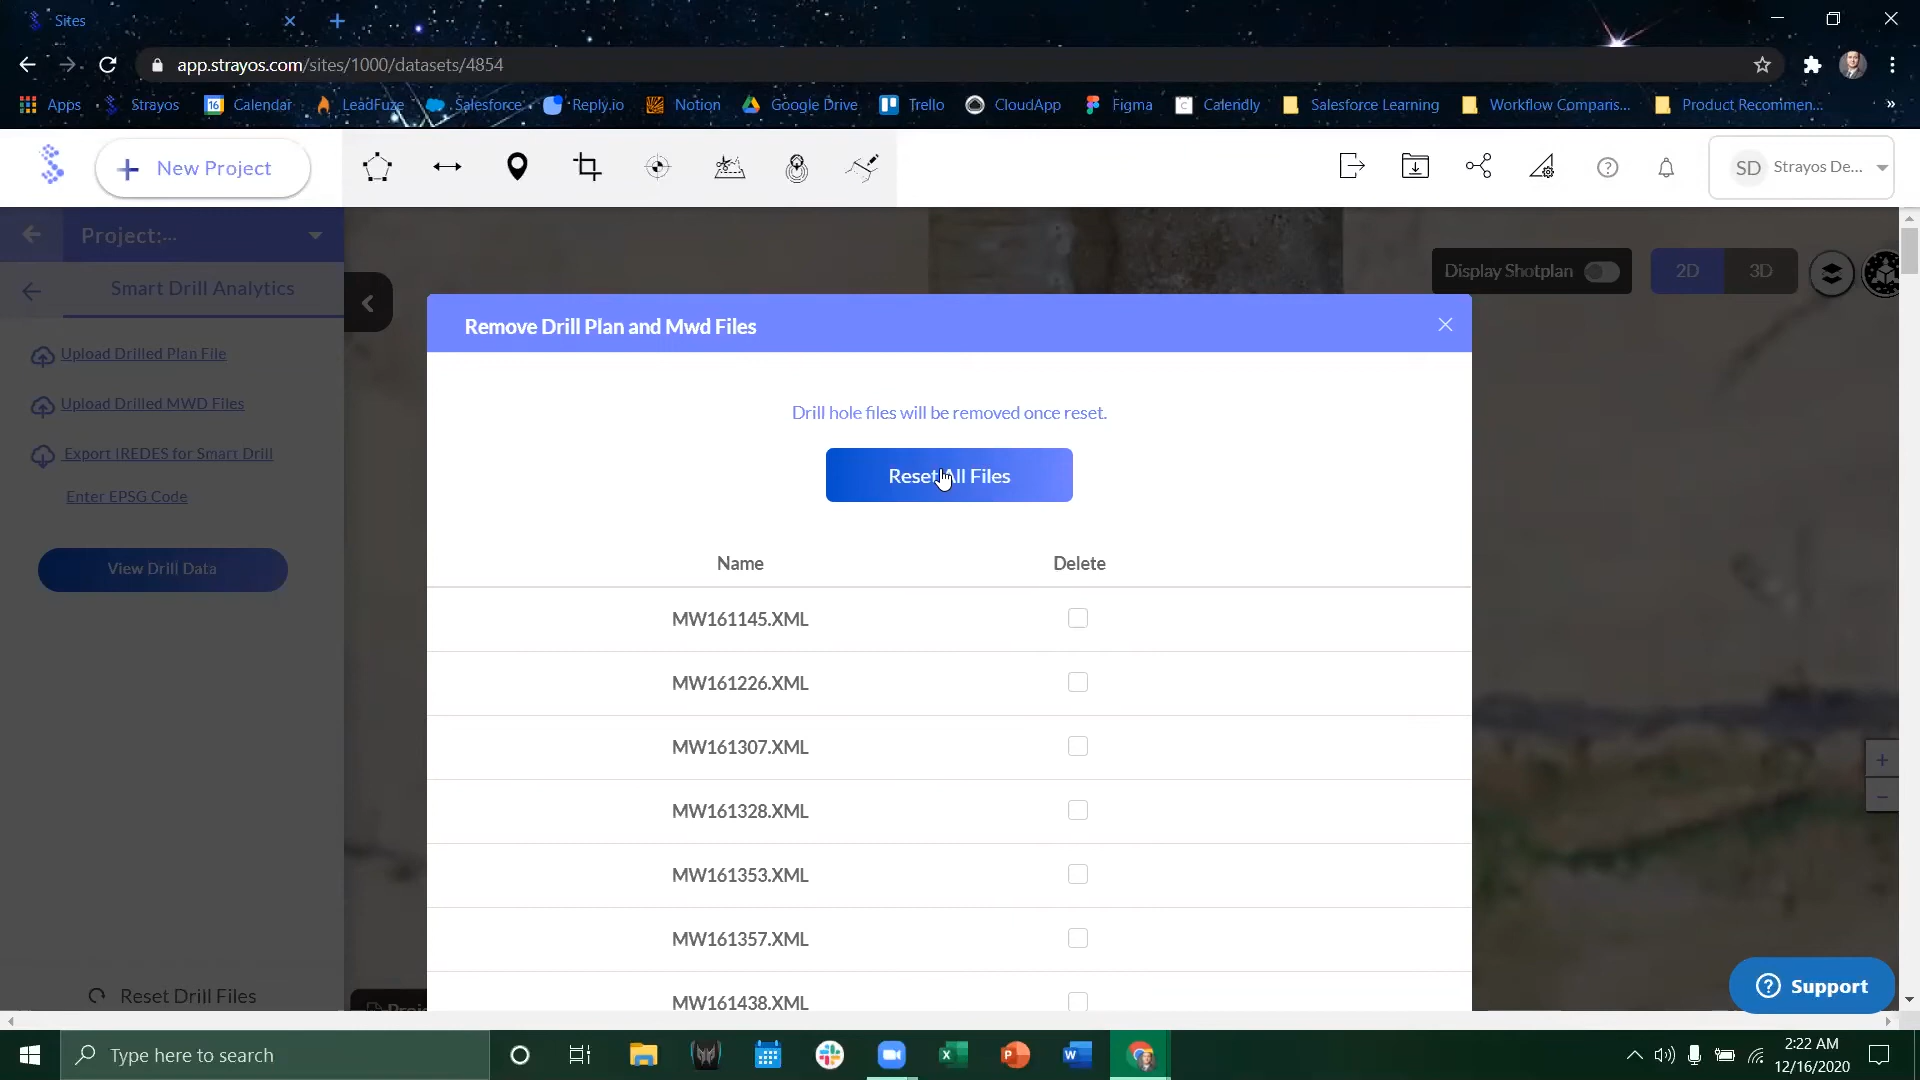 Sites
app.strayos.com/sites/1000/datasets/4854
Apps Strayos 16 Calendar LeadFuze Salesforce Reply.io Notion Google Drive Trello CloudApp Figma Calendly Salesforce Learning Workflow Comparis... Product Recommen... »
New Project
SD Strayos De...
Project:...
Smart Drill Analytics
Display Shotplan 2D 3D
Upload Drilled Plan File
Upload Drilled MWD Files
Export IREDES for Smart Drill
Enter EPSG Code
View Drill Data
Reset Drill Files
Remove Drill Plan and Mwd Files
Drill hole files will be removed once reset.
Reset All Files
Name Delete
MW161145.XML
MW161226.XML
MW161307.XML
MW161328.XML
MW161353.XML
MW161357.XML
MW161438.XML
Support
Type here to search
2:22 AM
12/16/2020